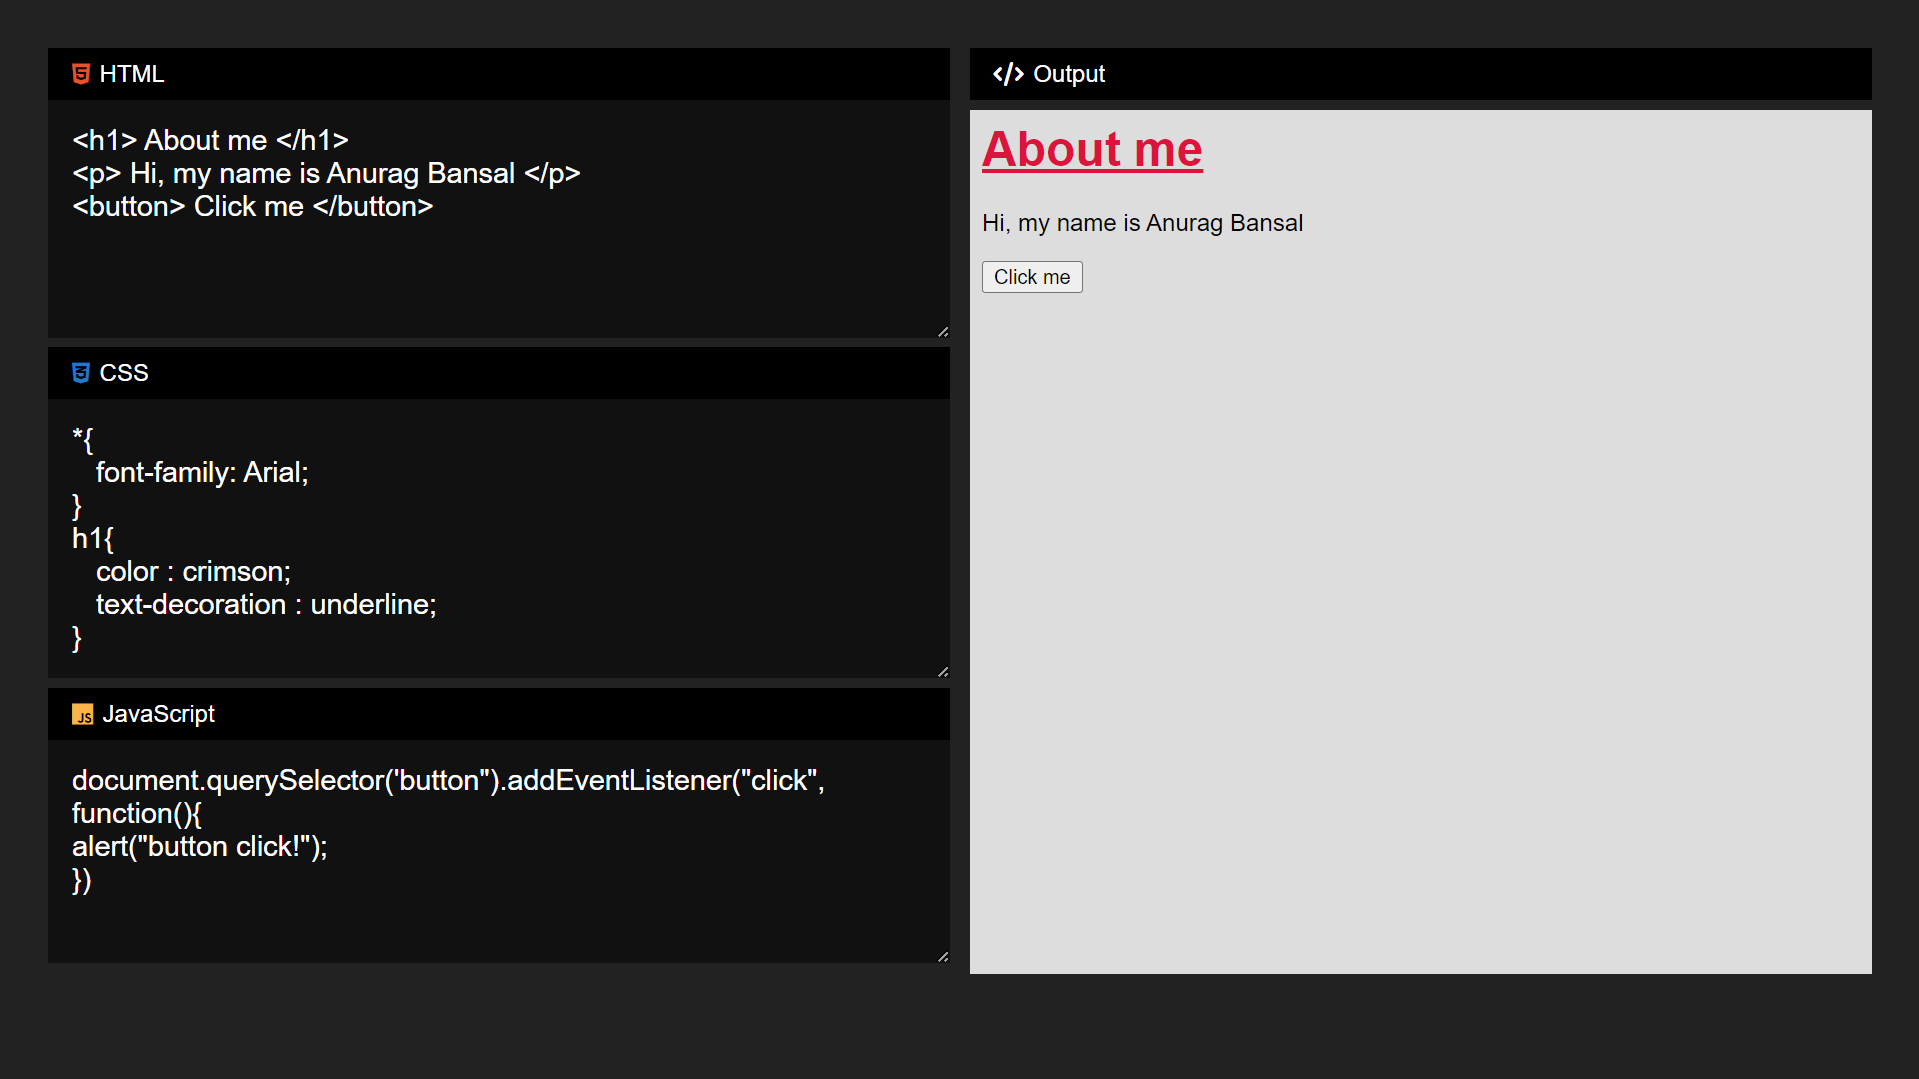 HTML
<h1> About me </h1>
<p> Hi, my name is Anurag Bansal </p>
<button> Click me </button>
CSS
*{
font-family: Arial;
}
h1{
color : crimson;
text-decoration : underline;
}
JS JavaScript
document.querySelector('button").addEventListener("click",
function(){
alert("button click!");
})
</> Output
About me
Hi, my name is Anurag Bansal
Click me